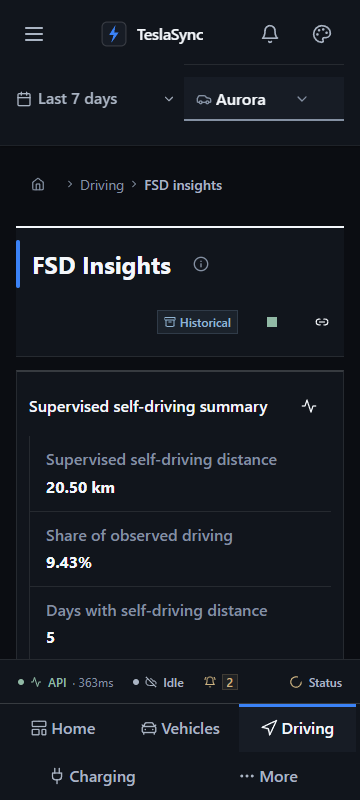 TeslaSync
Last 7 days
Aurora
Driving
FSD insights
FSD Insights
Historical
Supervised self-driving summary
Supervised self-driving distance
20.50 km
Share of observed driving
9.43%
Days with self-driving distance
5
API · 363ms
Idle
2
Status
Home
Vehicles
Driving
Charging
More